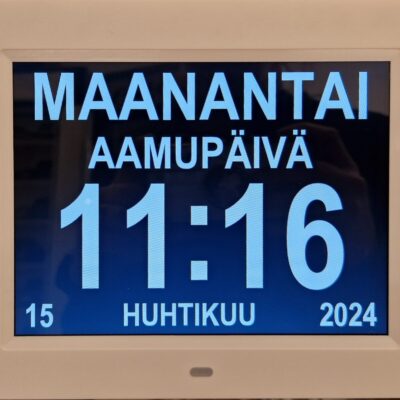 MAANANTAI
AAMUPÄIVÄ
11:16
15 HUHTIKUU 2024